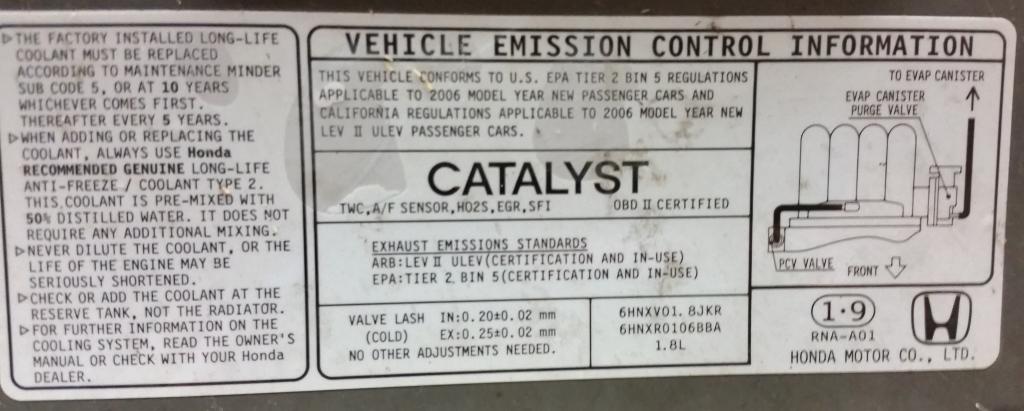 ▷THE FACTORY INSTALLED LONG-LIFE
COOLANT MUST BE REPLACED
ACCORDING TO MAINTENANCE MINDER
SUB CODE 5, OR AT 10 YEARS
WHICHEVER COMES FIRST.
THEREAFTER EVERY 5 YEARS.
▷WHEN ADDING OR REPLACING THE
COOLANT, ALWAYS USE Honda
RECOMMENDED GENUINE LONG-LIFE
ANTI-FREEZE / COOLANT TYPE 2.
THIS COOLANT IS PRE-MIXED WITH
50% DISTILLED WATER. IT DOES NOT
REQUIRE ANY ADDITIONAL MIXING.
▷NEVER DILUTE THE COOLANT, OR THE
LIFE OF THE ENGINE MAY BE
SERIOUSLY SHORTENED.
▷CHECK OR ADD THE COOLANT AT THE
RESERVE TANK, NOT THE RADIATOR.
▷FOR FURTHER INFORMATION ON THE
COOLING SYSTEM, READ THE OWNER'S
MANUAL OR CHECK WITH YOUR Honda
DEALER.
VEHICLE EMISSION CONTROL INFORMATION
THIS VEHICLE CONFORMS TO U.S. EPA TIER 2 BIN 5 REGULATIONS
APPLICABLE TO 2006 MODEL YEAR NEW PASSENGER CARS AND
CALIFORNIA REGULATIONS APPLICABLE TO 2006 MODEL YEAR NEW
LEV II ULEV PASSENGER CARS.
CATALYST
TWC, A/F SENSOR, HO2S, EGR, SFI OBD II CERTIFIED
EXHAUST EMISSIONS STANDARDS
ARB:LEV II ULEV(CERTIFICATION AND IN-USE)
EPA:TIER 2 BIN 5(CERTIFICATION AND IN-USE)
VALVE LASH IN:0.20±0.02 mm
(COLD) EX:0.25±0.02 mm
NO OTHER ADJUSTMENTS NEEDED.
6HNXV01.8JKR
6HNXR0106BBA
1.8L
TO EVAP CANISTER
EVAP CANISTER
PURGE VALVE
PCV VALVE
FRONT
1·9
RNA-A01
HONDA MOTOR CO., LTD.